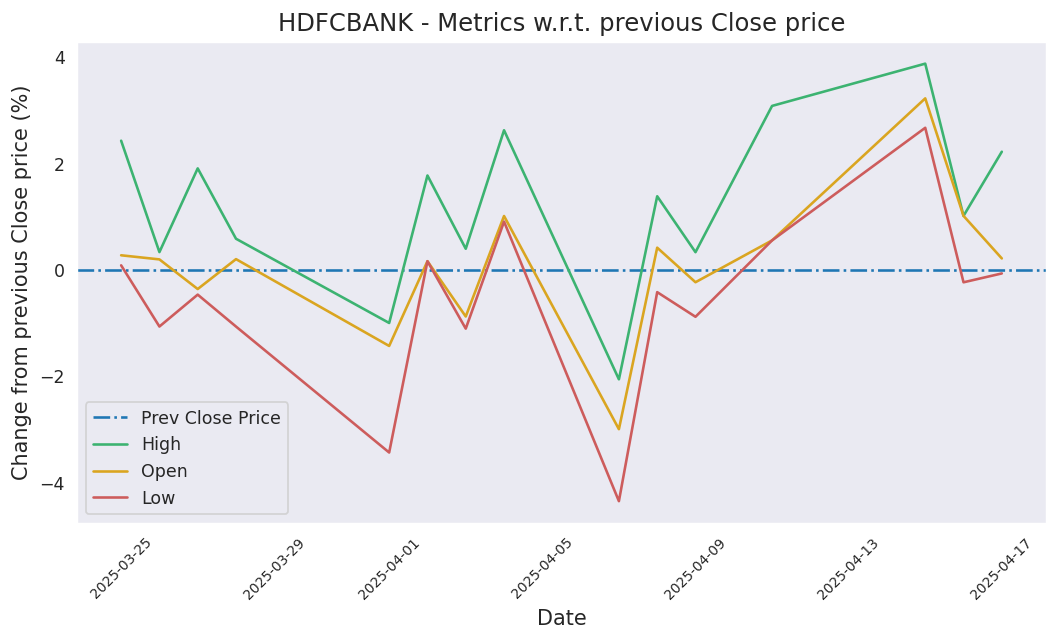 HDFCBANK - Metrics w.r.t. previous Close price
Change from previous Close price (%)
4
2
0
−2
−4
Prev Close Price
High
Open
Low
2025-03-25
2025-03-29
2025-04-01
2025-04-05
2025-04-09
2025-04-13
2025-04-17
Date